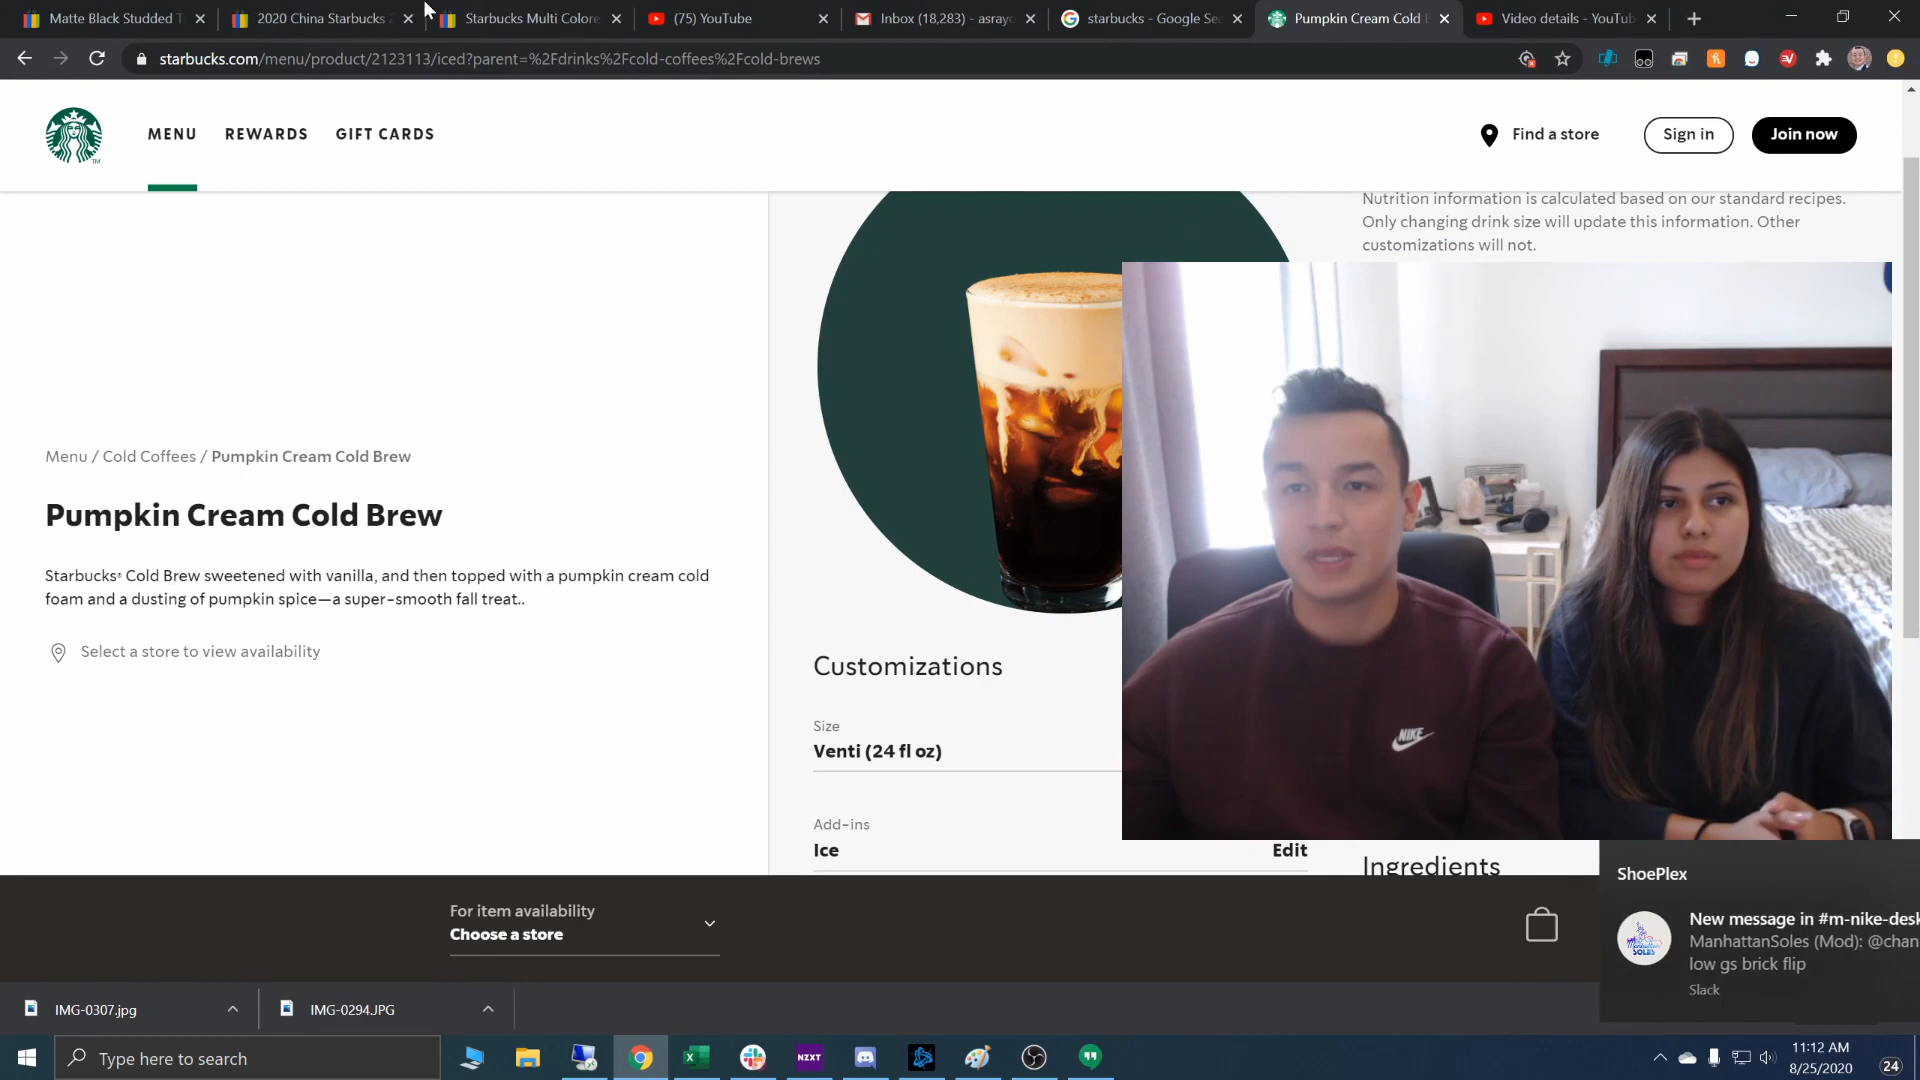 Matte Black Studded T
2020 China Starbucks 2
Starbucks Multi Colore
(75) YouTube
Inbox (18,283) - asrayo
starbucks - Google Sea
Pumpkin Cream Cold B
Video details - YouTub
starbucks.com/menu/product/2123113/iced?parent=%2Fdrinks%2Fcold-coffees%2Fcold-brews
MENU
REWARDS
GIFT CARDS
Find a store
Sign in
Join now
Nutrition information is calculated based on our standard recipes.
Only changing drink size will update this information. Other
customizations will not.
Menu / Cold Coffees / Pumpkin Cream Cold Brew
Pumpkin Cream Cold Brew
Starbucks® Cold Brew sweetened with vanilla, and then topped with a pumpkin cream cold
foam and a dusting of pumpkin spice—a super-smooth fall treat..
Select a store to view availability
Customizations
Size
Venti (24 fl oz)
Add-ins
Ice
Edit
NIKE
Ingredients
For item availability
Choose a store
ShoePlex
New message in #m-nike-desk
ManhattanSoles (Mod): @chan
low gs brick flip
Slack
IMG-0307.jpg
IMG-0294.JPG
Type here to search
NZXT
11:12 AM
8/25/2020
24